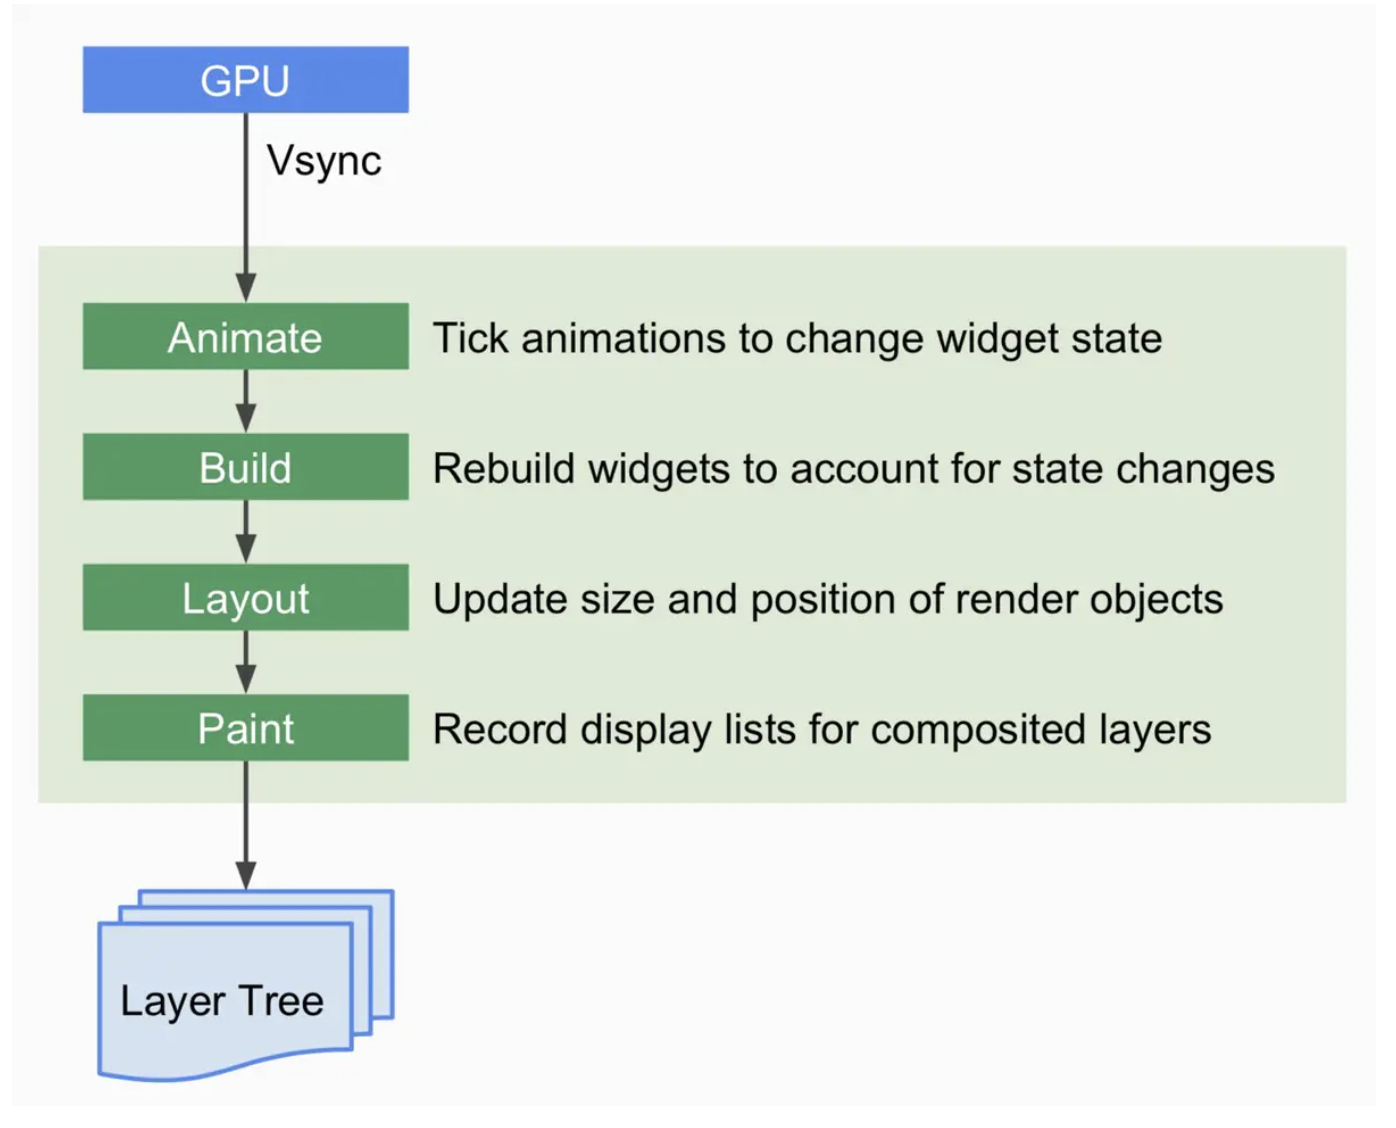 GPU
Vsync
Animate
Tick animations to change widget state
Build
Rebuild widgets to account for state changes
Layout
Update size and position of render objects
Paint
Record display lists for composited layers
Layer Tree